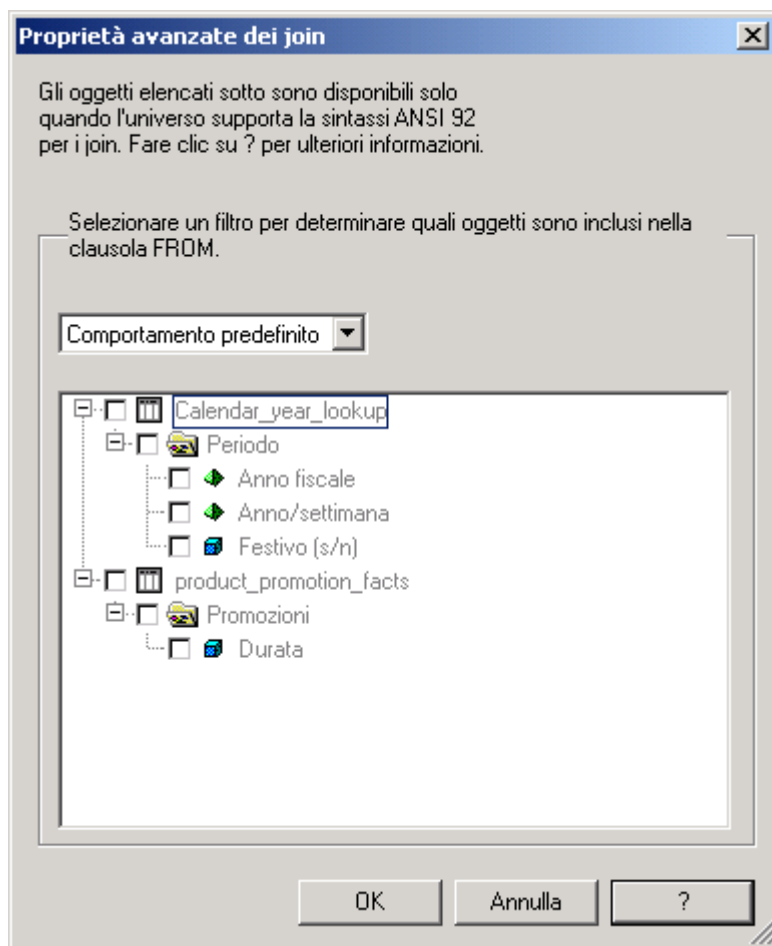 Proprietà avanzate dei join
Gli oggetti elencati sotto sono disponibili solo
quando l'universo supporta la sintassi ANSI 92
per i join. Fare clic su ? per ulteriori informazioni.
Selezionare un filtro per determinare quali oggetti sono inclusi nella
clausola FROM.
Comportamento predefinito
Calendar_year_lookup
Periodo
Anno fiscale
Anno/settimana
Festivo (s/n)
product_promotion_facts
Promozioni
Durata
OK Annulla ?